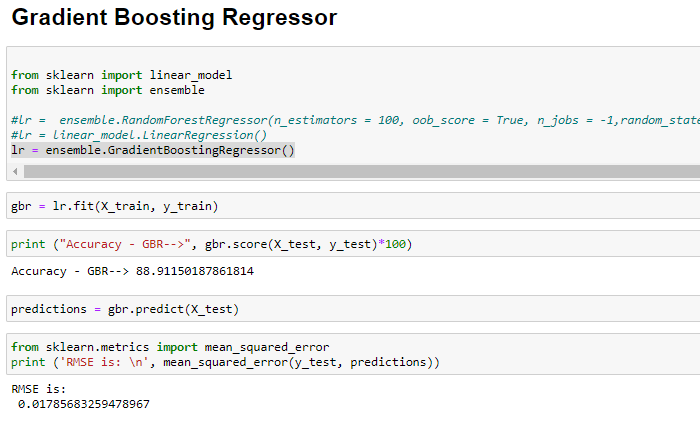 Gradient Boosting Regressor
from sklearn import linear_model
from sklearn import ensemble
#lr =  ensemble.RandomForestRegressor(n_estimators = 100, oob_score = True, n_jobs = -1,random_state
#lr = linear_model.LinearRegression()
lr = ensemble.GradientBoostingRegressor()
gbr = lr.fit(X_train, y_train)
print ("Accuracy - GBR-->", gbr.score(X_test, y_test)*100)
Accuracy - GBR--> 88.91150187861814
predictions = gbr.predict(X_test)
from sklearn.metrics import mean_squared_error
print ('RMSE is: \n', mean_squared_error(y_test, predictions))
RMSE is:
 0.01785683259478967